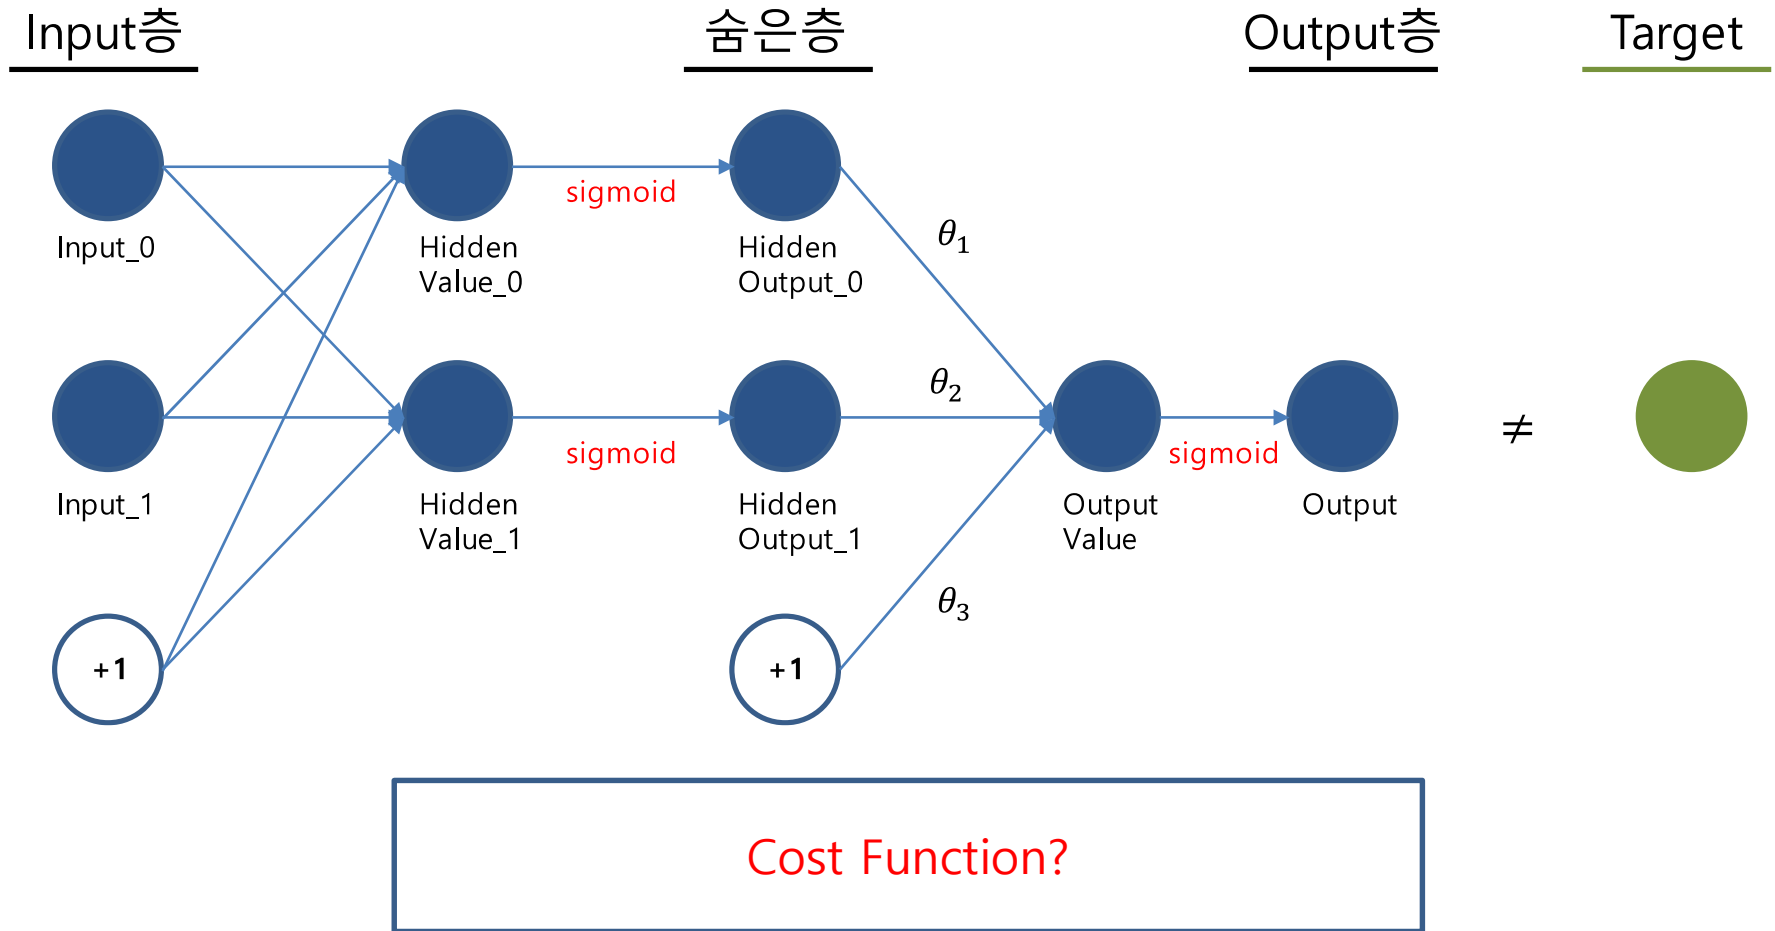 Input층
숨은층
Output층
Target
sigmoid
θ₁
Input_0
Hidden
Value_0
Hidden
Output_0
θ₂
≠
sigmoid
sigmoid
Input_1
Hidden
Value_1
Hidden
Output_1
Output
Value
Output
θ₃
+1
+1
Cost Function?